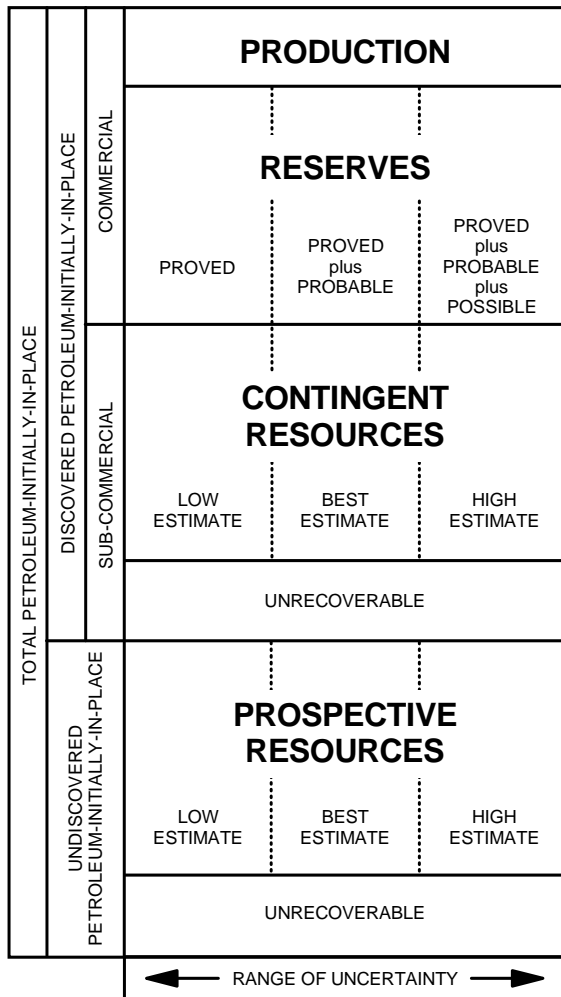 TOTAL PETROLEUM-INITIALLY-IN-PLACE
DISCOVERED PETROLEUM-INITIALLY-IN-PLACE
COMMERCIAL
PRODUCTION
RESERVES
PROVED
PROVED
plus
PROBABLE
PROVED
plus
PROBABLE
plus
POSSIBLE
SUB-COMMERCIAL
CONTINGENT
RESOURCES
LOW
ESTIMATE
BEST
ESTIMATE
HIGH
ESTIMATE
UNRECOVERABLE
UNDISCOVERED
PETROLEUM-INITIALLY-IN-PLACE
PROSPECTIVE
RESOURCES
LOW
ESTIMATE
BEST
ESTIMATE
HIGH
ESTIMATE
UNRECOVERABLE
RANGE OF UNCERTAINTY